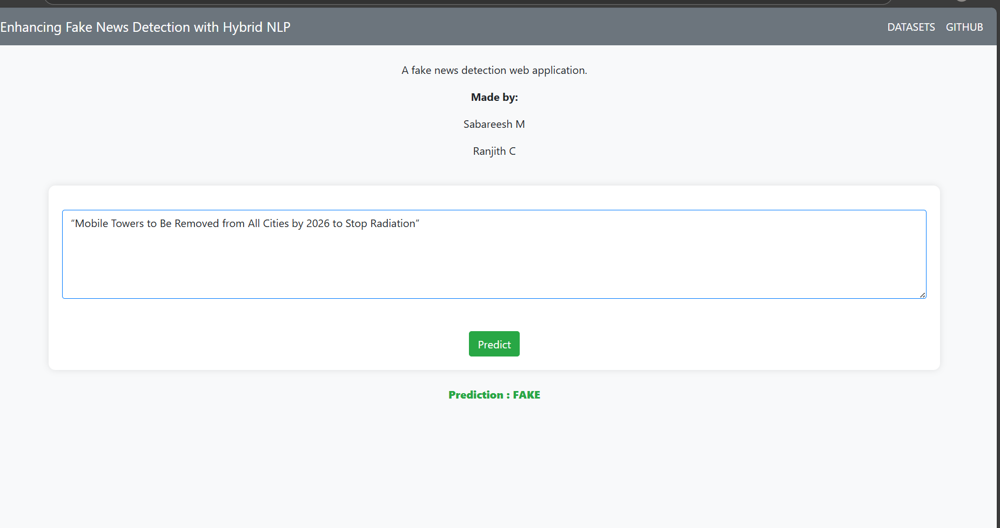 Enhancing Fake News Detection with Hybrid NLP
DATASETS GITHUB
A fake news detection web application.
Made by:
Sabareesh M
Ranjith C
“Mobile Towers to Be Removed from All Cities by 2026 to Stop Radiation”
Predict
Prediction : FAKE